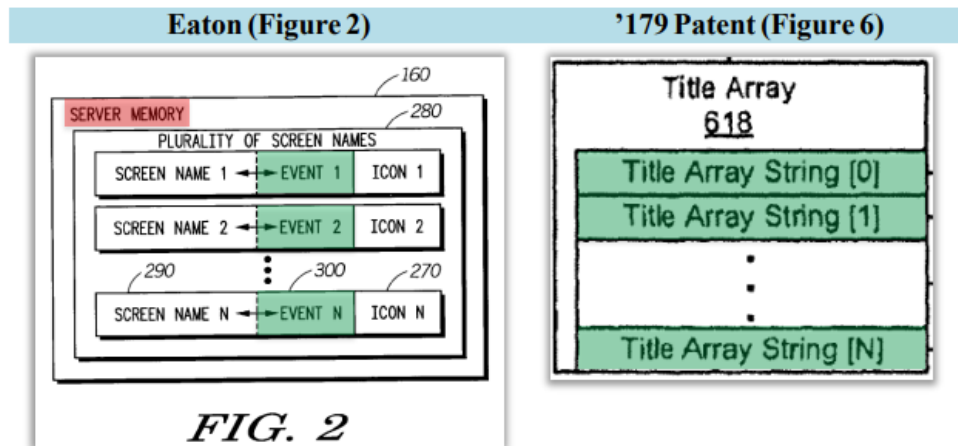 Eaton (Figure 2)
’179 Patent (Figure 6)
160
SERVER MEMORY
280
PLURALITY OF SCREEN NAMES
SCREEN NAME 1 EVENT 1 ICON 1
SCREEN NAME 2 EVENT 2 ICON 2
290 300 270
SCREEN NAME N EVENT N ICON N
FIG. 2
Title Array
618
Title Array String [0]
Title Array String [1]
Title Array String [N]